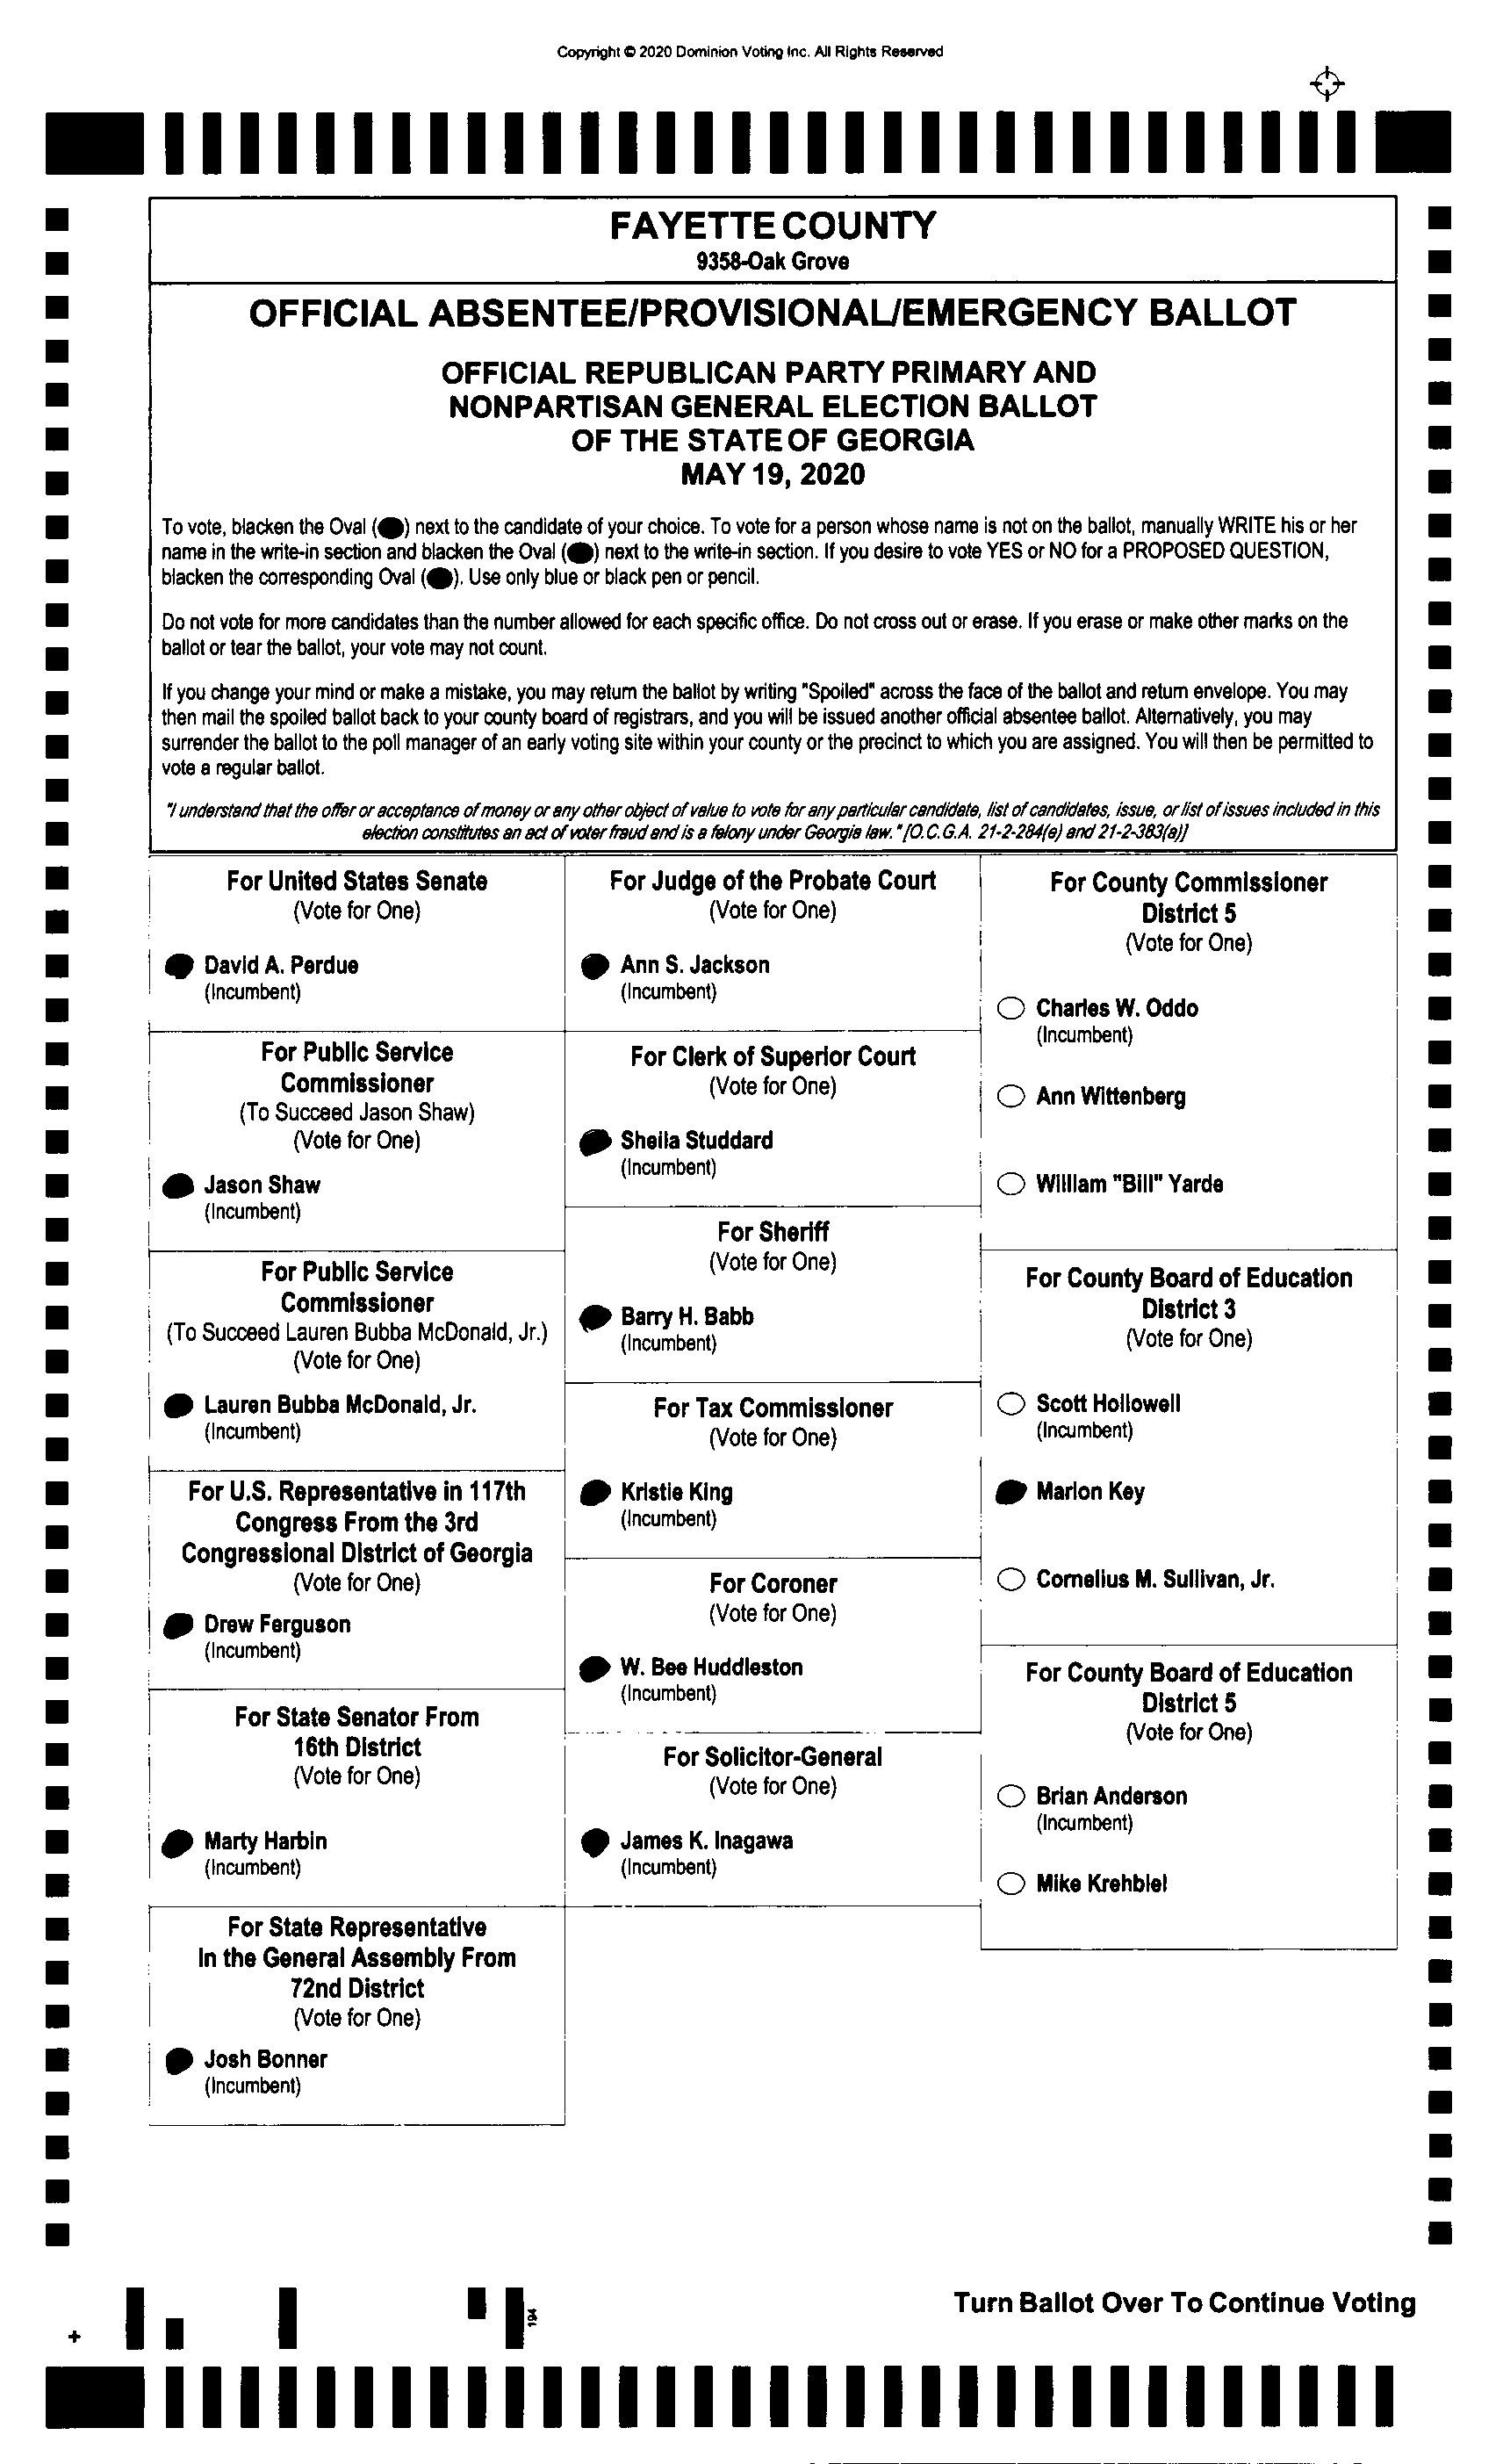 Copyright © 2020 Dominion Voting Inc. All Rights Reserved
FAYETTE COUNTY
9358-Oak Grove
OFFICIAL ABSENTEE/PROVISIONAL/EMERGENCY BALLOT
OFFICIAL REPUBLICAN PARTY PRIMARY AND
NONPARTISAN GENERAL ELECTION BALLOT
OF THE STATE OF GEORGIA
MAY 19, 2020
To vote, blacken the Oval ( ) next to the candidate of your choice. To vote for a person whose name is not on the ballot, manually WRITE his or her
name in the write-in section and blacken the Oval ( ) next to the write-in section. If you desire to vote YES or NO for a PROPOSED QUESTION,
blacken the corresponding Oval ( ). Use only blue or black pen or pencil.
Do not vote for more candidates than the number allowed for each specific office. Do not cross out or erase. If you erase or make other marks on the
ballot or tear the ballot, your vote may not count.
If you change your mind or make a mistake, you may return the ballot by writing "Spoiled" across the face of the ballot and return envelope. You may
then mail the spoiled ballot back to your county board of registrars, and you will be issued another official absentee ballot. Alternatively, you may
surrender the ballot to the poll manager of an early voting site within your county or the precinct to which you are assigned. You will then be permitted to
vote a regular ballot.
"I understand that the offer or acceptance of money or any other object of value to vote for any particular candidate, list of candidates, issue, or list of issues included in this
election constitutes an act of voter fraud and is a felony under Georgia law." [O.C.G.A. 21-2-284(e) and 21-2-383(a)]
For United States Senate
(Vote for One)
David A. Perdue
(Incumbent)
For Public Service
Commissioner
(To Succeed Jason Shaw)
(Vote for One)
Jason Shaw
(Incumbent)
For Public Service
Commissioner
(To Succeed Lauren Bubba McDonald, Jr.)
(Vote for One)
Lauren Bubba McDonald, Jr.
(Incumbent)
For U.S. Representative in 117th
Congress From the 3rd
Congressional District of Georgia
(Vote for One)
Drew Ferguson
(Incumbent)
For State Senator From
16th District
(Vote for One)
Marty Harbin
(Incumbent)
For State Representative
In the General Assembly From
72nd District
(Vote for One)
Josh Bonner
(Incumbent)
For Judge of the Probate Court
(Vote for One)
Ann S. Jackson
(Incumbent)
For Clerk of Superior Court
(Vote for One)
Sheila Studdard
(Incumbent)
For Sheriff
(Vote for One)
Barry H. Babb
(Incumbent)
For Tax Commissioner
(Vote for One)
Kristie King
(Incumbent)
For Coroner
(Vote for One)
W. Bee Huddleston
(Incumbent)
For Solicitor-General
(Vote for One)
James K. Inagawa
(Incumbent)
For County Commissioner
District 5
(Vote for One)
Charles W. Oddo
(Incumbent)
Ann Wittenberg
William "Bill" Yarde
For County Board of Education
District 3
(Vote for One)
Scott Hollowell
(Incumbent)
Marion Key
Cornelius M. Sullivan, Jr.
For County Board of Education
District 5
(Vote for One)
Brian Anderson
(Incumbent)
Mike Krehbiel
Turn Ballot Over To Continue Voting
194